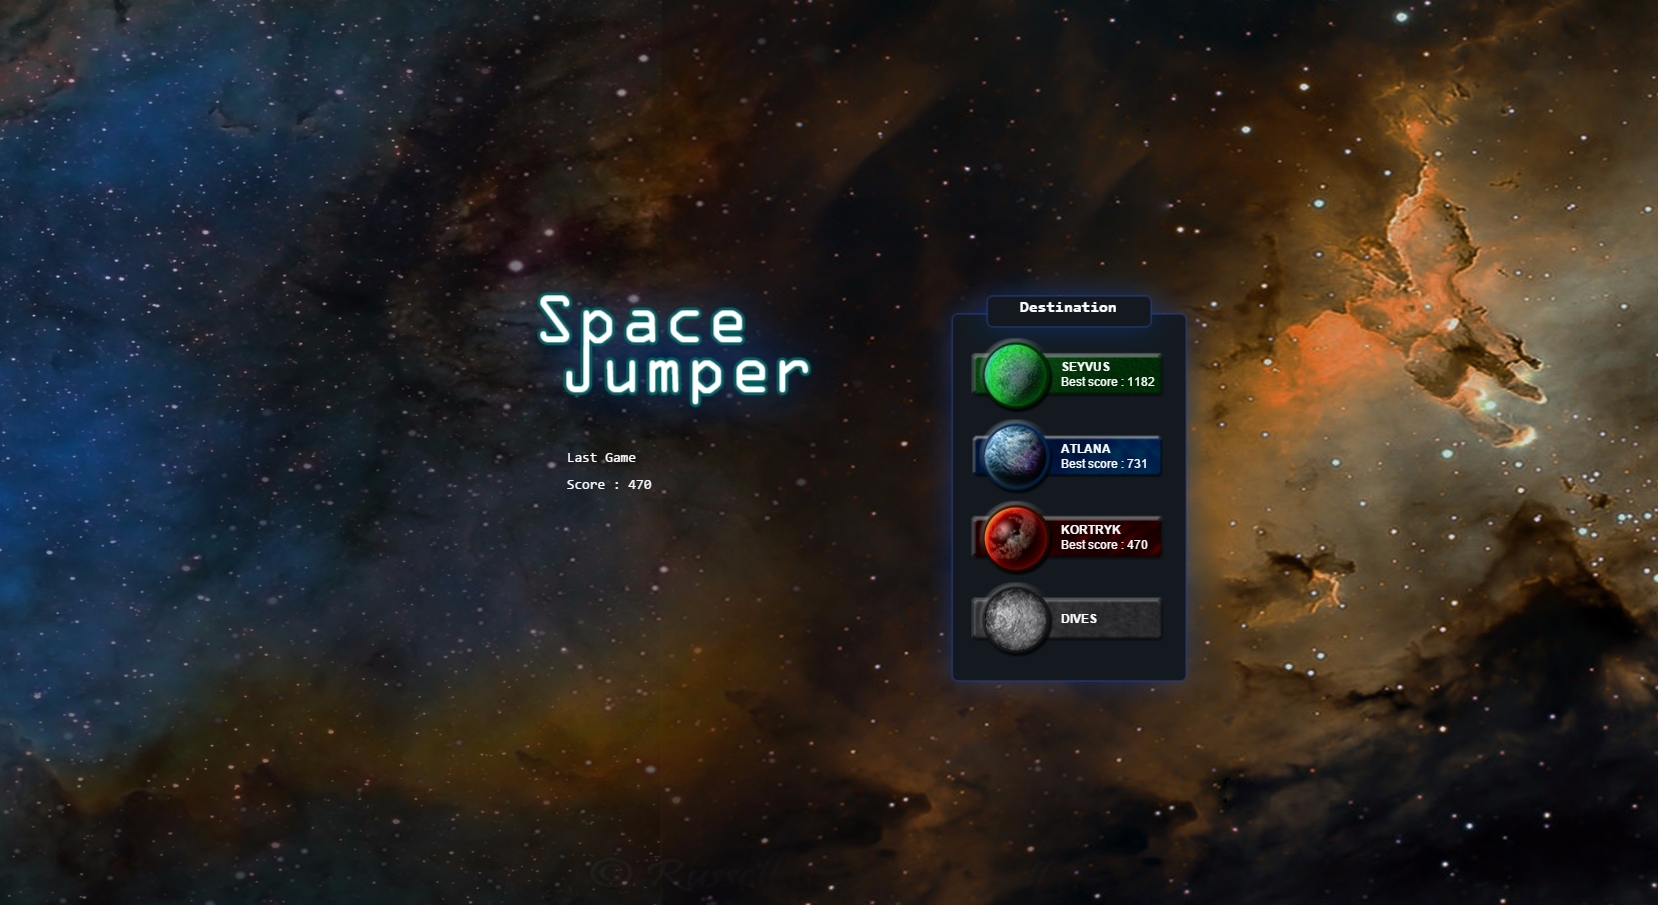 Space
Jumper
Last Game
Score : 470
Destination
SEYVUS
Best score : 1182
ATLANA
Best score : 731
KORTRYK
Best score : 470
DIVES